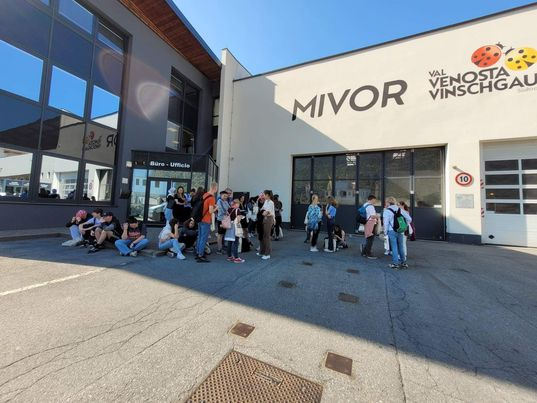 MIVOR
VAL
VENOSTA
VINSCHGAU
Büro - Ufficio
10